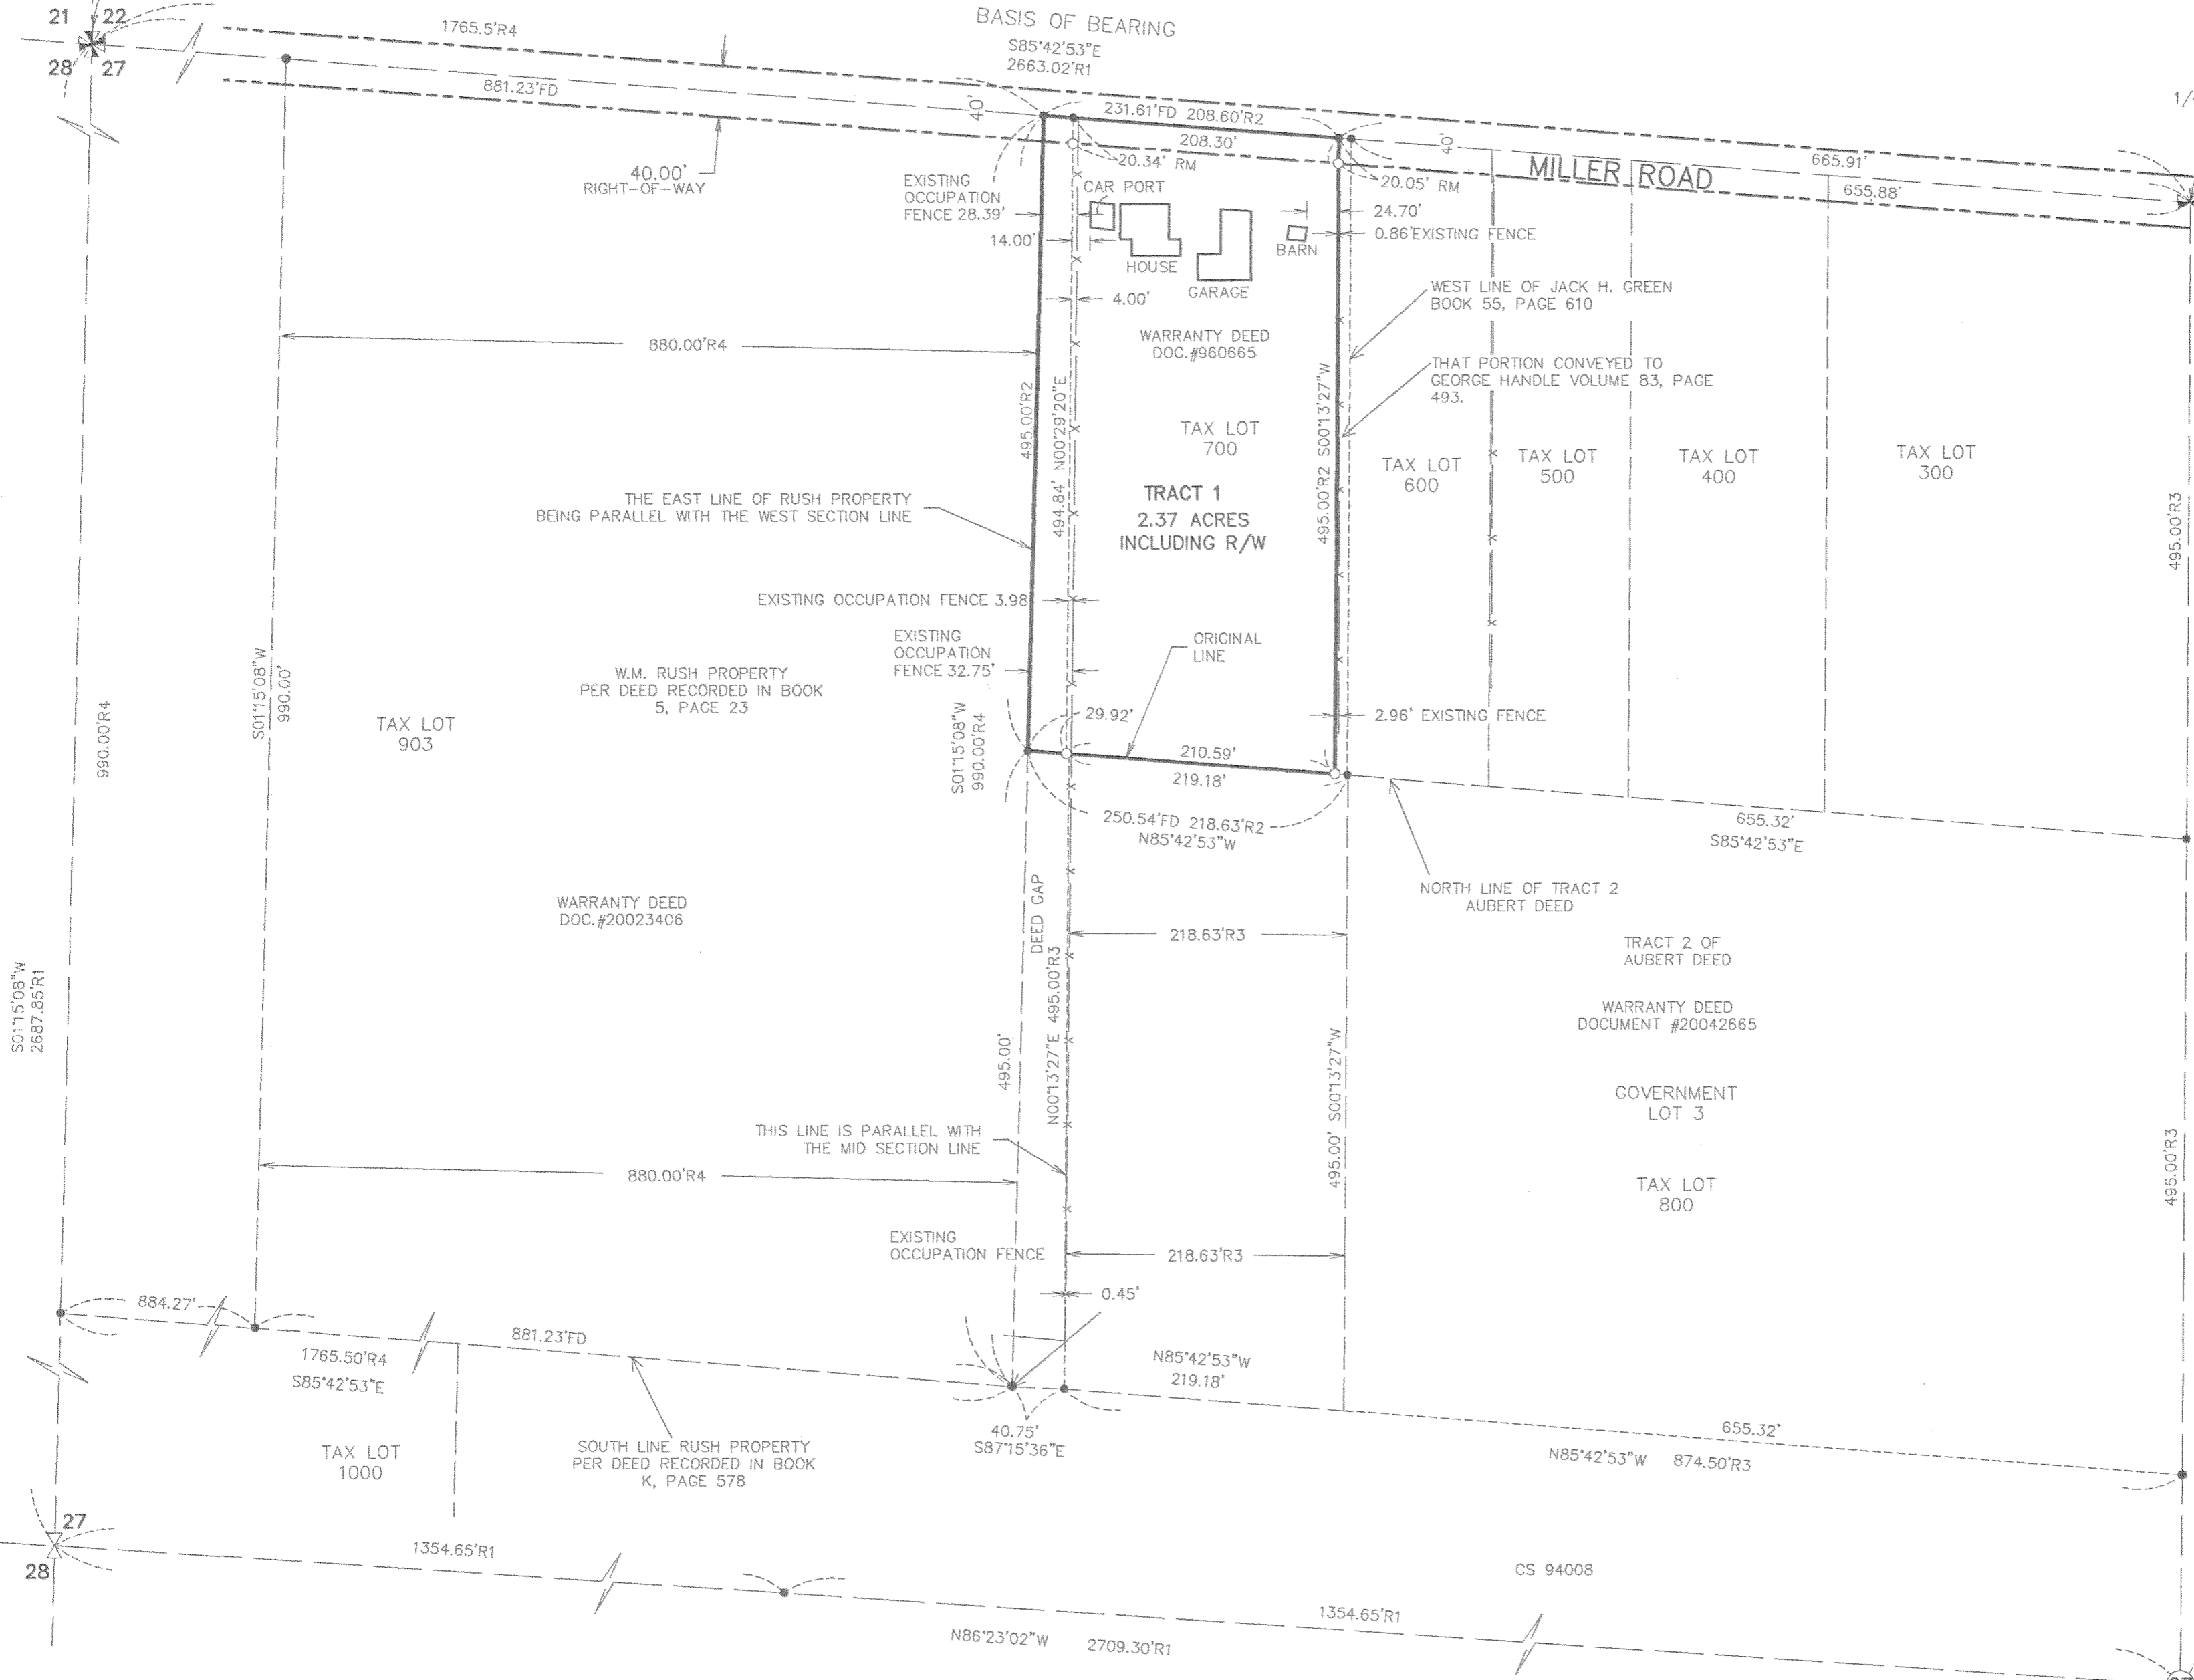 21 22
28 27
1765.5'R4
BASIS OF BEARING
S85°42'53"E
2663.02'R1
881.23'FD
40'
231.61'FD 208.60'R2
208.30'
40'
1/4
MILLER ROAD
665.91'
655.88'
40.00'
RIGHT-OF-WAY
20.34' RM
20.05' RM
EXISTING
OCCUPATION
FENCE 28.39'
CAR PORT
24.70'
14.00'
0.86'EXISTING FENCE
HOUSE
BARN
GARAGE
4.00'
WEST LINE OF JACK H. GREEN
BOOK 55, PAGE 610
880.00'R4
WARRANTY DEED
DOC.#960665
THAT PORTION CONVEYED TO
GEORGE HANDLE VOLUME 83, PAGE
493.
495.00'R2
494.84' N00°29'20"E
495.00'R2 S00°13'27"W
TAX LOT
700
TAX LOT
600
TAX LOT
500
TAX LOT
400
TAX LOT
300
TRACT 1
2.37 ACRES
INCLUDING R/W
THE EAST LINE OF RUSH PROPERTY
BEING PARALLEL WITH THE WEST SECTION LINE
495.00'R3
EXISTING OCCUPATION FENCE 3.98
EXISTING
OCCUPATION
FENCE 32.75'
ORIGINAL
LINE
S01°15'08"W
990.00'
990.00'R4
W.M. RUSH PROPERTY
PER DEED RECORDED IN BOOK
5, PAGE 23
TAX LOT
903
S01°15'08"W
990.00'R4
29.92'
2.96' EXISTING FENCE
210.59'
219.18'
250.54'FD 218.63'R2
N85°42'53"W
655.32'
S85°42'53"E
NORTH LINE OF TRACT 2
AUBERT DEED
WARRANTY DEED
DOC.#20023406
DEED GAP
218.63'R3
TRACT 2 OF
AUBERT DEED
WARRANTY DEED
DOCUMENT #20042665
S01°15'08"W
2687.85'R1
495.00'
N00°13'27"E 495.00'R3
495.00' S00°13'27"W
GOVERNMENT
LOT 3
THIS LINE IS PARALLEL WITH
THE MID SECTION LINE
880.00'R4
TAX LOT
800
495.00'R3
EXISTING
OCCUPATION FENCE
218.63'R3
0.45'
884.27'
881.23'FD
1765.50'R4
S85°42'53"E
N85°42'53"W
219.18'
40.75'
S87°15'36"E
655.32'
N85°42'53"W 874.50'R3
SOUTH LINE RUSH PROPERTY
PER DEED RECORDED IN BOOK
K, PAGE 578
TAX LOT
1000
27
28
1354.65'R1
CS 94008
1354.65'R1
N86°23'02"W 2709.30'R1